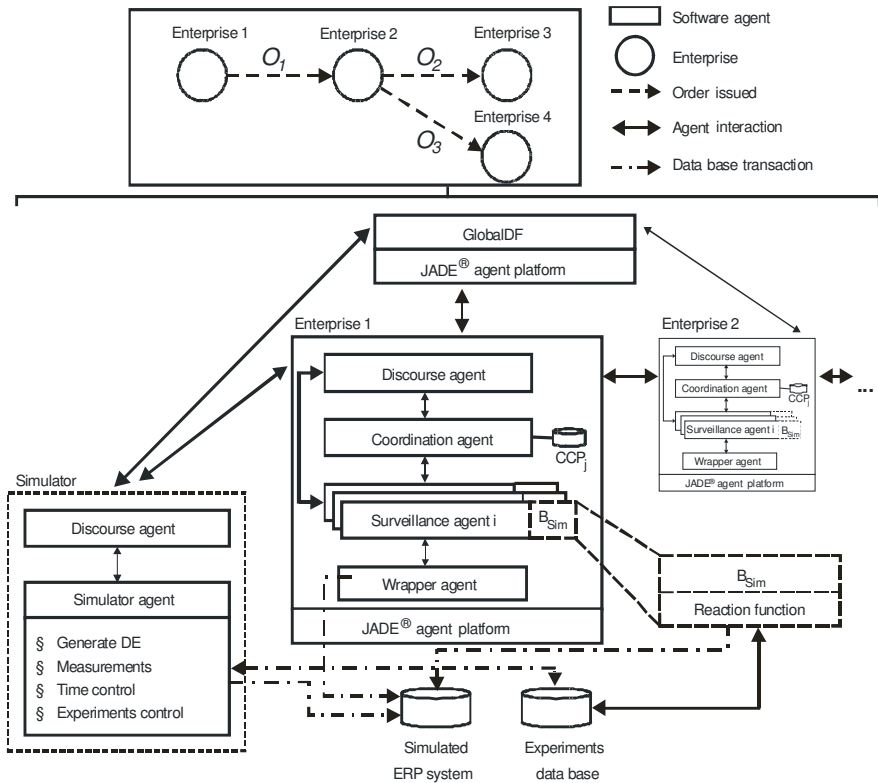 Enterprise 1
Enterprise 2
Enterprise 3
O1
O2
Enterprise 4
O3
Software agent
Enterprise
Order issued
Agent interaction
Data base transaction
GlobalDF
JADE® agent platform
Enterprise 1
Discourse agent
Coordination agent
CCPj
Surveillance agent i
BSim
Wrapper agent
JADE® agent platform
Enterprise 2
Discourse agent
Coordination agent
CCPj
Surveillance agent i
BSim
Wrapper agent
JADE® agent platform
...
Simulator
Discourse agent
Simulator agent
§ Generate DE
§ Measurements
§ Time control
§ Experiments control
BSim
Reaction function
Simulated
ERP system
Experiments
data base